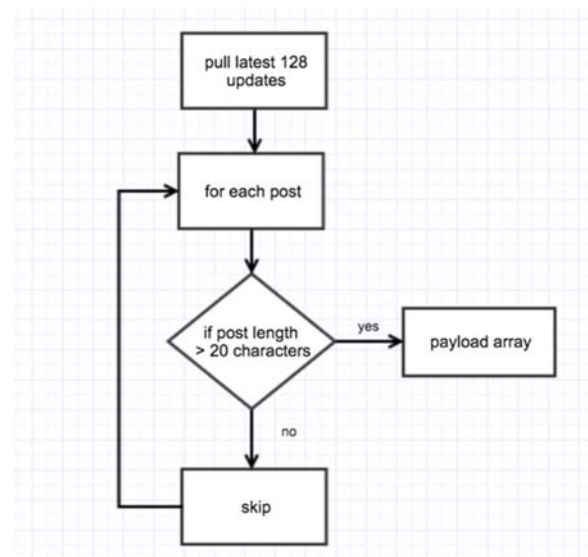 pull latest 128
updates
for each post
if post length
> 20 characters
yes
payload array
no
skip